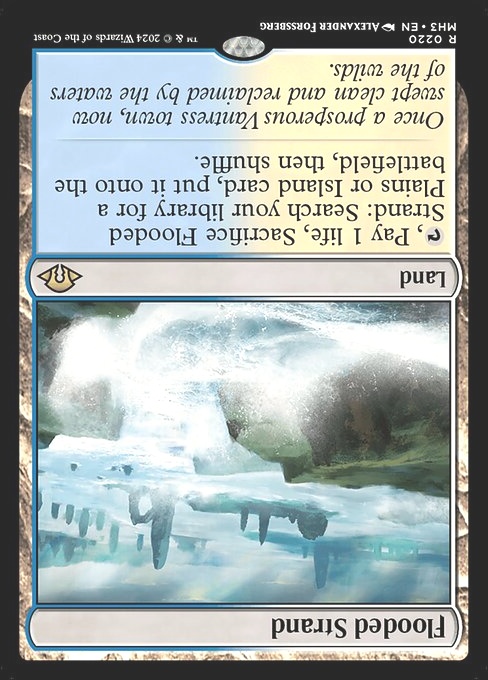 Flooded Strand
Land
, Pay 1 life, Sacrifice Flooded
Strand: Search your library for a
Plains or Island card, put it onto the
battlefield, then shuffle.
Once a prosperous Vantress town, now
swept clean and reclaimed by the waters
of the wilds.
R 0220
MH3 • EN ALEXANDER FORSSBERG
™ & © 2024 Wizards of the Coast